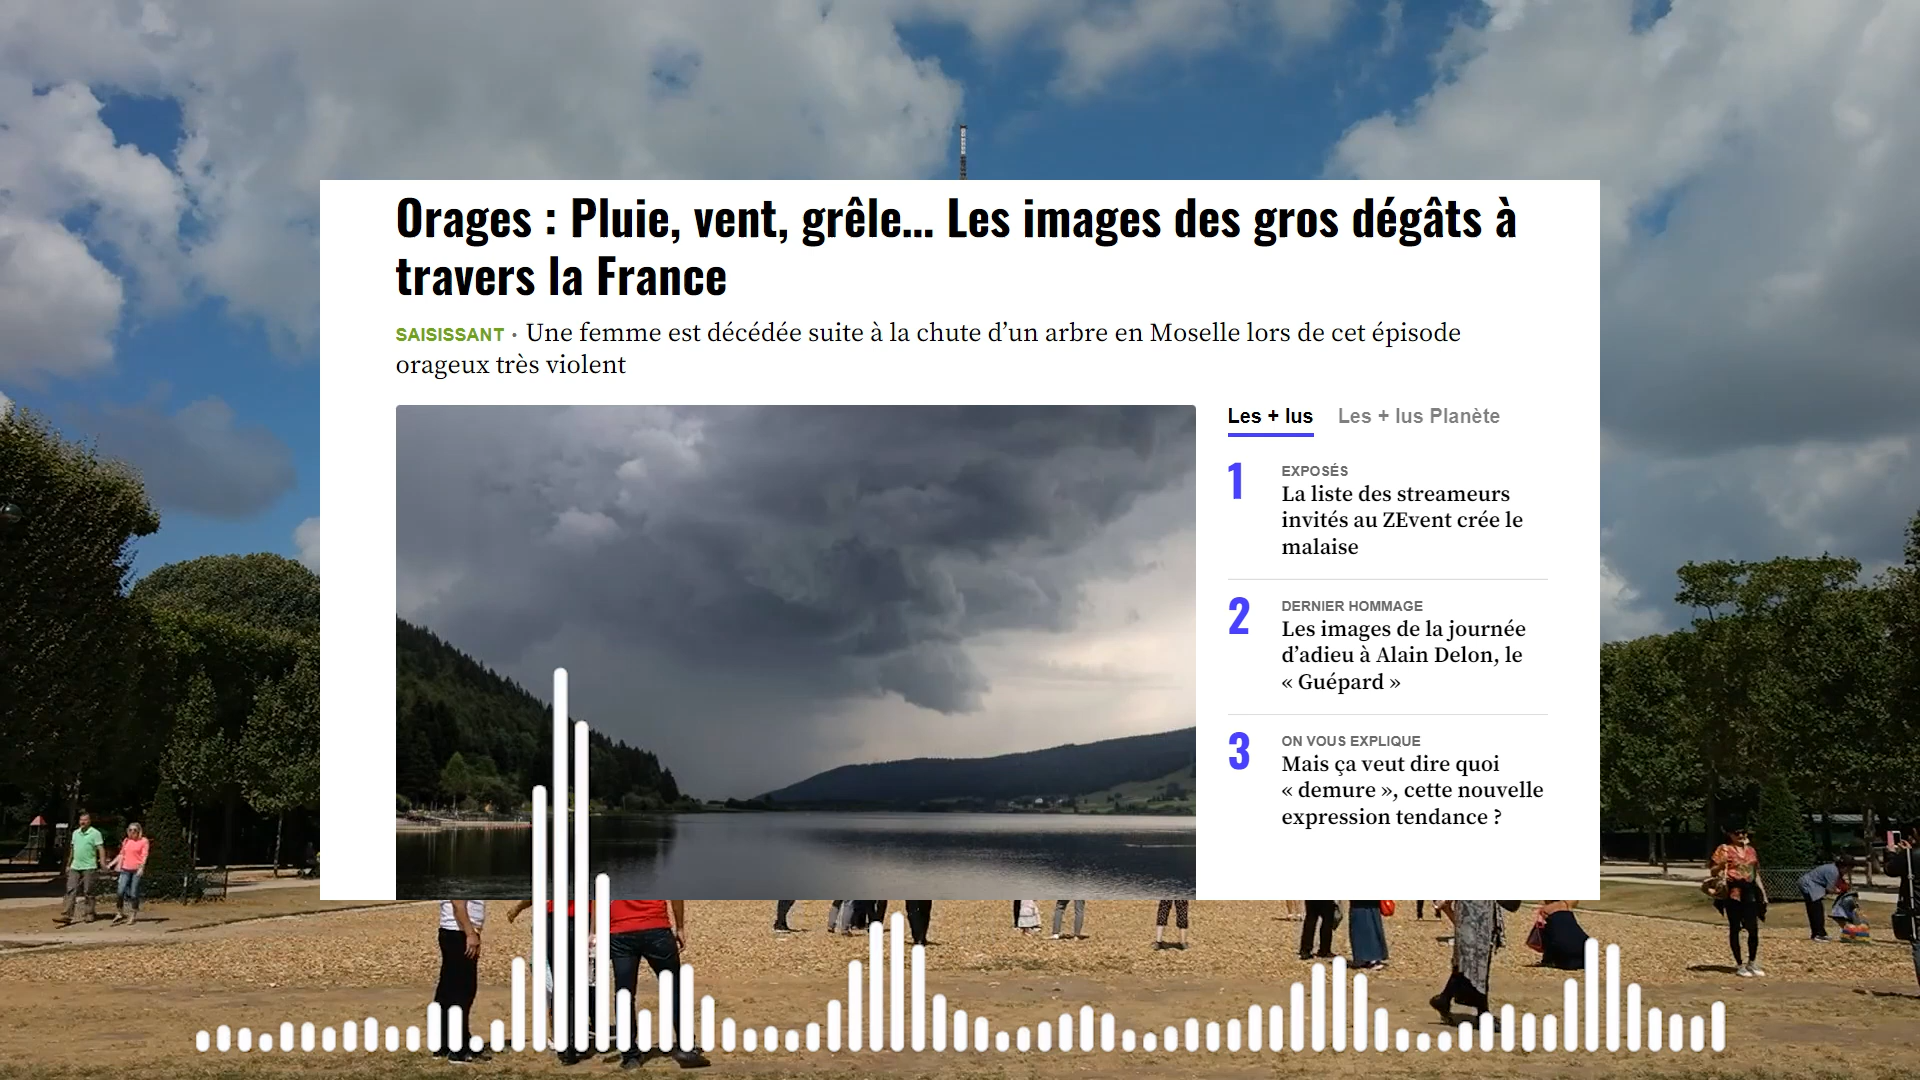 Orages : Pluie, vent, grêle... Les images des gros dégâts à
travers la France
SAISISSANT • Une femme est décédée suite à la chute d’un arbre en Moselle lors de cet épisode
orageux très violent
Les + lus
Les + lus Planète
1
EXPOSÉS
La liste des streameurs
invités au ZEvent crée le
malaise
2
DERNIER HOMMAGE
Les images de la journée
d’adieu à Alain Delon, le
« Guépard »
3
ON VOUS EXPLIQUE
Mais ça veut dire quoi
« demure », cette nouvelle
expression tendance ?